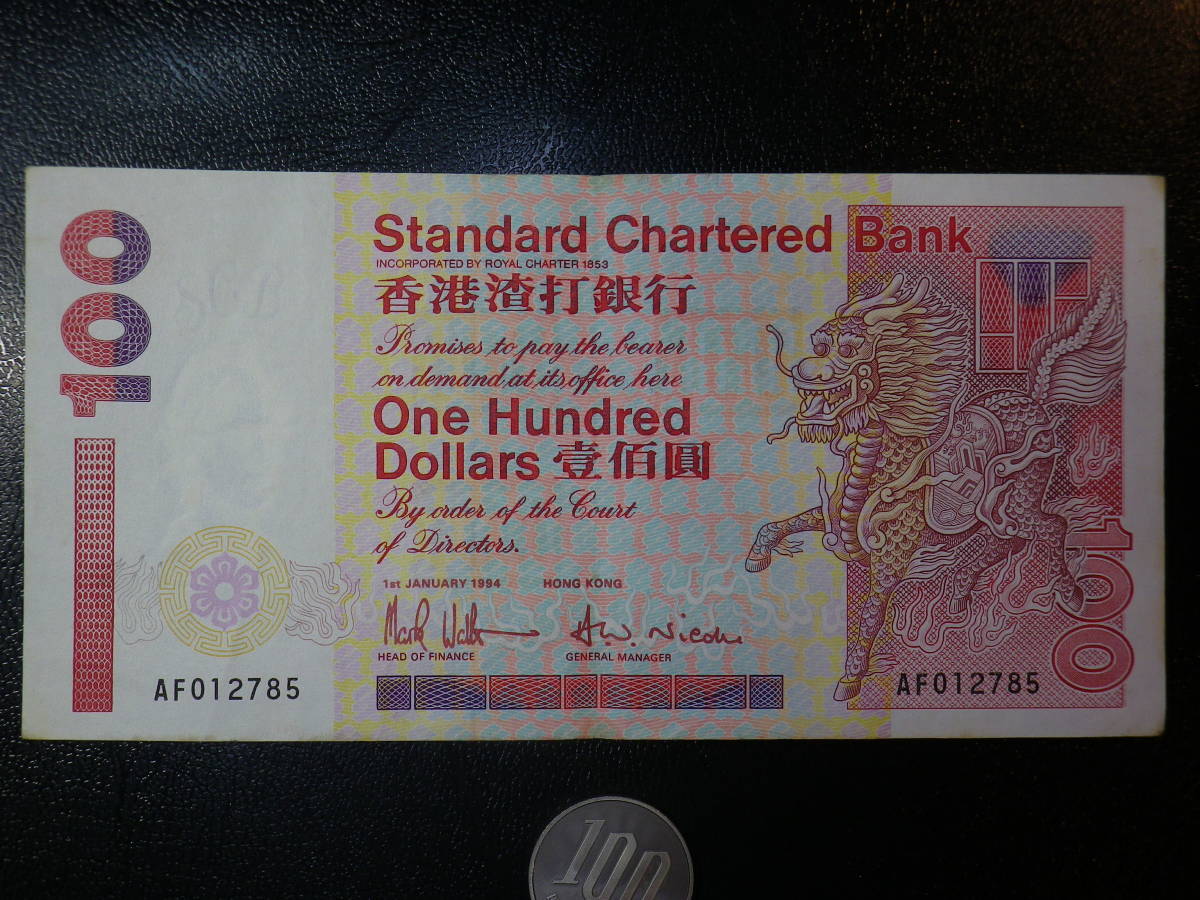 100
Standard Chartered Bank
INCORPORATED BY ROYAL CHARTER 1853
香港渣打銀行
Promises to pay the bearer
on demand at its office here
One Hundred
Dollars 壹佰圓
By order of the Court
of Directors.
1st JANUARY 1994 HONG KONG
Mark
HEAD OF FINANCE GENERAL MANAGER
AF012785 AF012785
100
100